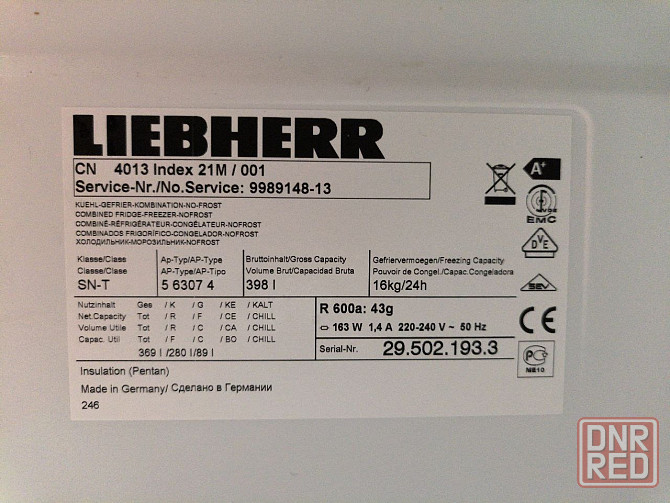 LIEBHERR
CN 4013 Index 21M / 001
Service-Nr./No.Service: 9989148-13
KUEHL-GEFRIER-KOMBINATION-NO-FROST
COMBINED FRIDGE-FREEZER-NOFROST
COMBINÉ-RÉFRIGÉRATEUR-CONGÉLATEUR-NOFROST
COMBINADOS FRIGORÍFICO-CONGELADOR-NOFROST
ХОЛОДИЛЬНИК-МОРОЗИЛЬНИК-NOFROST
Klasse/Class
Classe/Clase
SN-T
Ap-Typ/AP-Type
AP-Type/AP-Tipo
5 6307 4
Bruttoinhalt/Gross Capacity
Volume Brut/Capacidad Bruta
398 l
Gefriervermoegen/Freezing Capacity
Pouvoir de Congel./Capac.Congeladora
16kg/24h
Nutzinhalt Ges / K / G / KE / KALT
Net.Capacity Tot / R / F / CE / CHILL
Volume Utile Tot / R / C / CA / CHILL
Capac. Util Tot / F / C / BO / CHILL
369 l /280 l/89 l
R 600a: 43g
163 W 1,4 A 220-240 V ~ 50 Hz
Serial-Nr. 29.502.193.3
Insulation (Pentan)
Made in Germany/ Сделано в Германии
246
A+
VDE
EMC
DVE
SEV
CE
РС
МЕ10
DNR
RED